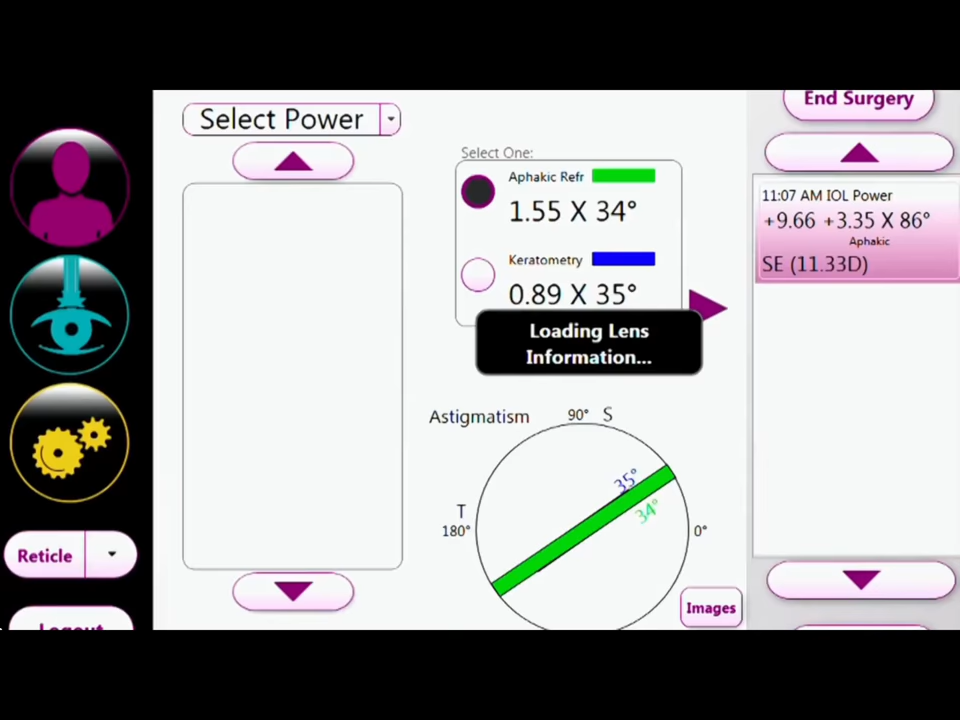 Select Power
End Surgery
Select One:
Aphakic Refr
1.55 X 34°
Keratometry
0.89 X 35°
Loading Lens
Information...
11:07 AM IOL Power
+9.66 +3.35 X 86°
Aphakic
SE (11.33D)
Astigmatism
90° S
35°
34°
T
180°
0°
Reticle
Images
Logout